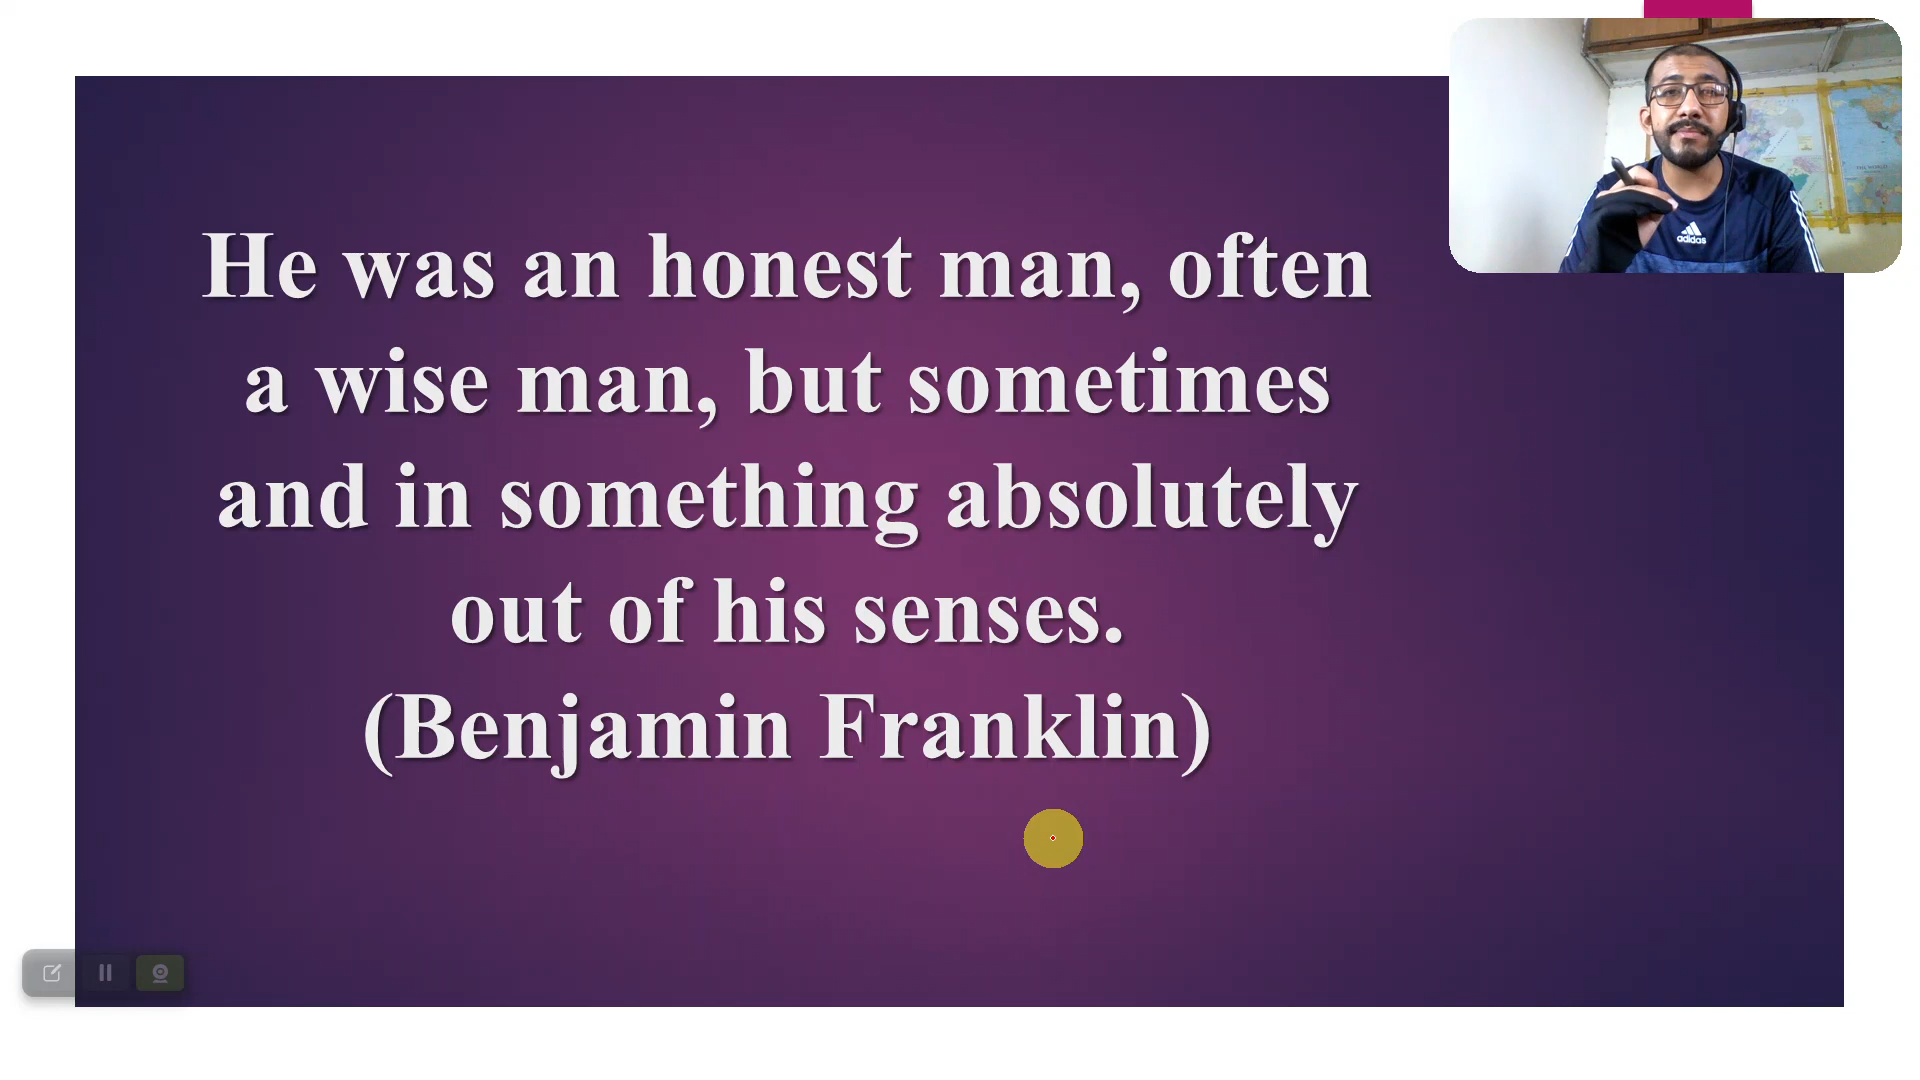 He was an honest man, often
a wise man, but sometimes
and in something absolutely
out of his senses.
(Benjamin Franklin)
adidas